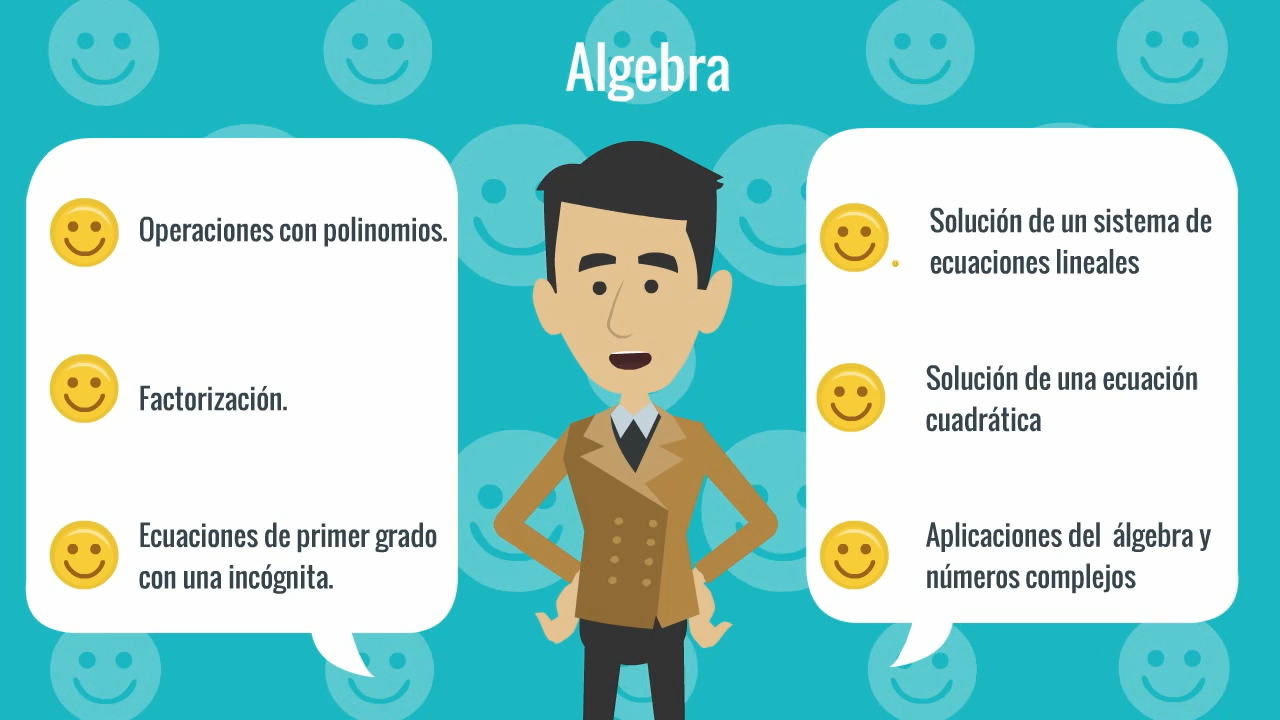 Algebra
Operaciones con polinomios.
Factorización.
Ecuaciones de primer grado
con una incógnita.
Solución de un sistema de
ecuaciones lineales
Solución de una ecuación
cuadrática
Aplicaciones del álgebra y
números complejos